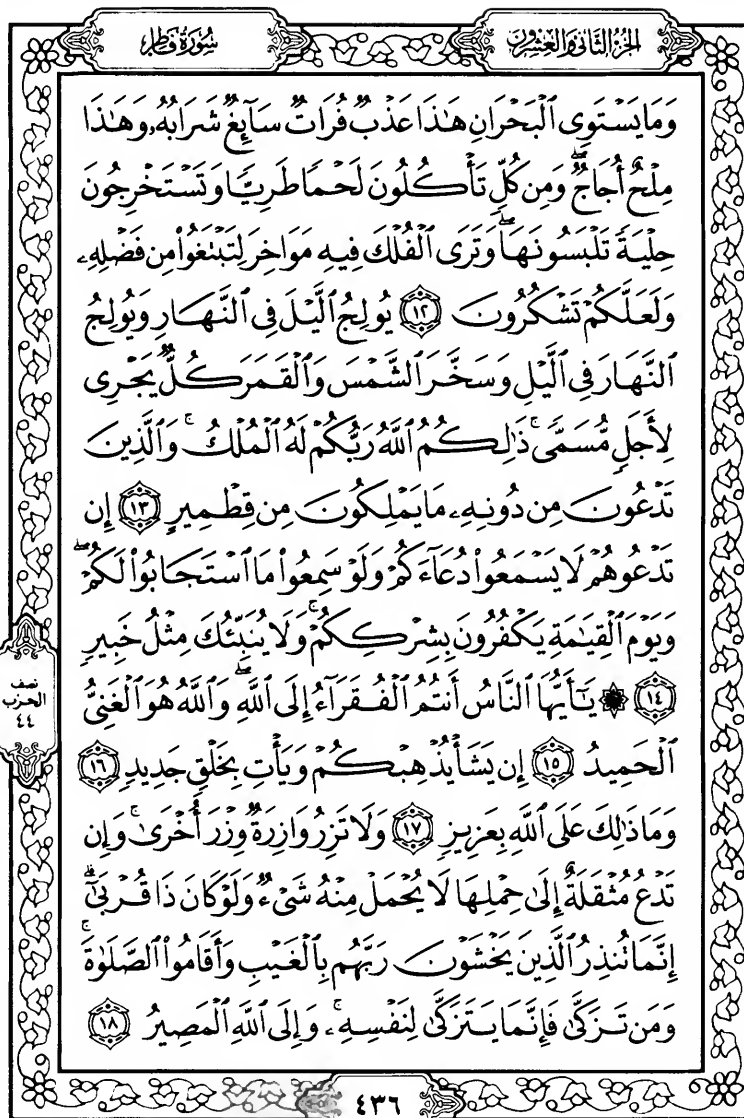 الجزء الثاني والعشرون
سورة فاطر
وَمَا يَسْتَوِى ٱلْبَحْرَانِ هَٰذَا عَذْبٌ فُرَاتٌ سَآئِغٌ شَرَابُهُۥ وَهَٰذَا
مِلْحٌ أُجَاجٌ ۖ وَمِن كُلٍّ تَأْكُلُونَ لَحْمًا طَرِيًّا وَتَسْتَخْرِجُونَ
حِلْيَةً تَلْبَسُونَهَا ۖ وَتَرَى ٱلْفُلْكَ فِيهِ مَوَاخِرَ لِتَبْتَغُوا۟ مِن فَضْلِهِۦ
وَلَعَلَّكُمْ تَشْكُرُونَ ١٢ يُولِجُ ٱلَّيْلَ فِى ٱلنَّهَارِ وَيُولِجُ
ٱلنَّهَارَ فِى ٱلَّيْلِ وَسَخَّرَ ٱلشَّمْسَ وَٱلْقَمَرَ كُلٌّ يَجْرِى
لِأَجَلٍ مُّسَمًّى ۚ ذَٰلِكُمُ ٱللَّهُ رَبُّكُمْ لَهُ ٱلْمُلْكُ ۚ وَٱلَّذِينَ
تَدْعُونَ مِن دُونِهِۦ مَا يَمْلِكُونَ مِن قِطْمِيرٍ ١٣ إِن
تَدْعُوهُمْ لَا يَسْمَعُوا۟ دُعَآءَكُمْ وَلَوْ سَمِعُوا۟ مَا ٱسْتَجَابُوا۟ لَكُمْ ۖ
وَيَوْمَ ٱلْقِيَٰمَةِ يَكْفُرُونَ بِشِرْكِكُمْ ۚ وَلَا يُنَبِّئُكَ مِثْلُ خَبِيرٍ
١٤ ۞ يَٰٓأَيُّهَا ٱلنَّاسُ أَنتُمُ ٱلْفُقَرَآءُ إِلَى ٱللَّهِ ۖ وَٱللَّهُ هُوَ ٱلْغَنِىُّ
ٱلْحَمِيدُ ١٥ إِن يَشَأْ يُذْهِبْكُمْ وَيَأْتِ بِخَلْقٍ جَدِيدٍ ١٦
وَمَا ذَٰلِكَ عَلَى ٱللَّهِ بِعَزِيزٍ ١٧ وَلَا تَزِرُ وَازِرَةٌ وِزْرَ أُخْرَىٰ ۚ وَإِن
تَدْعُ مُثْقَلَةٌ إِلَىٰ حِمْلِهَا لَا يُحْمَلْ مِنْهُ شَىْءٌ وَلَوْ كَانَ ذَا قُرْبَىٰٓ ۗ
إِنَّمَا تُنذِرُ ٱلَّذِينَ يَخْشَوْنَ رَبَّهُم بِٱلْغَيْبِ وَأَقَامُوا۟ ٱلصَّلَوٰةَ ۚ
وَمَن تَزَكَّىٰ فَإِنَّمَا يَتَزَكَّىٰ لِنَفْسِهِۦ ۚ وَإِلَى ٱللَّهِ ٱلْمَصِيرُ ١٨
نصف
الحزب
٤٤
٤٣٦